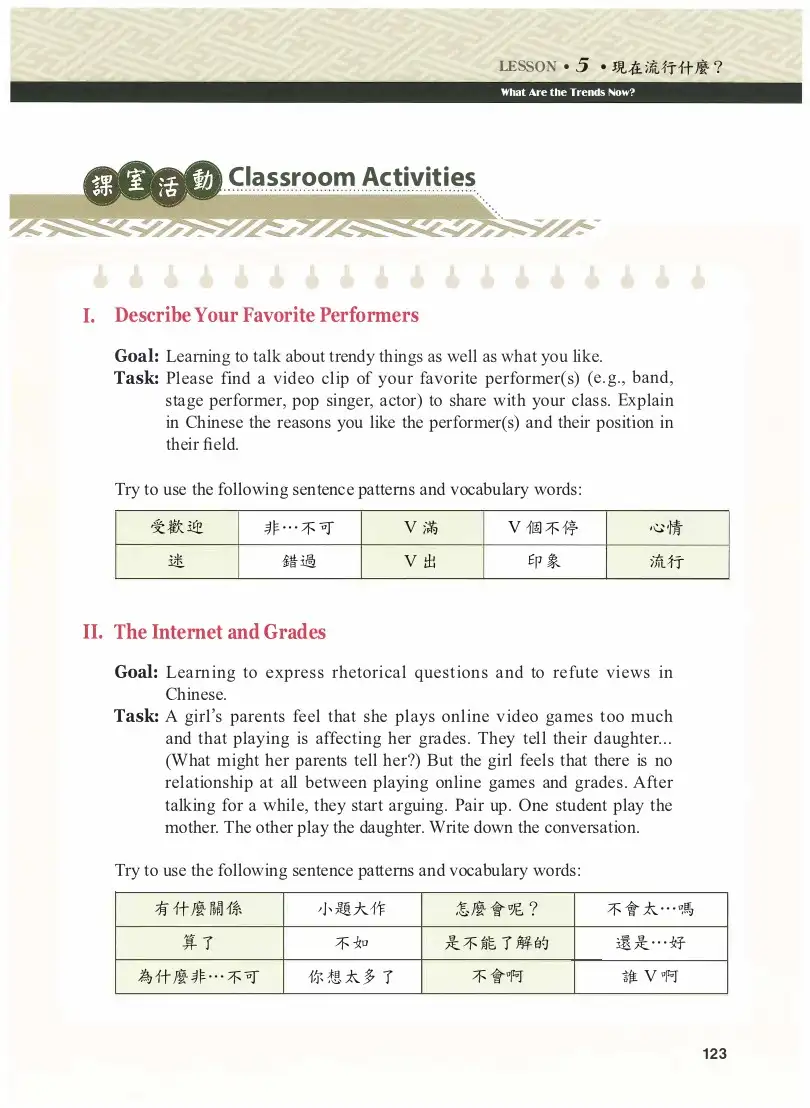 LESSON • 5 • 現在流行什麼？
What Are the Trends Now?
課室活動 Classroom Activities
I. Describe Your Favorite Performers
Goal: Learning to talk about trendy things as well as what you like.
Task: Please find a video clip of your favorite performer(s) (e.g., band,
stage performer, pop singer, actor) to share with your class. Explain
in Chinese the reasons you like the performer(s) and their position in
their field.
Try to use the following sentence patterns and vocabulary words:
受歡迎 非…不可 V 滿 V 個不停 心情
迷 錯過 V 出 印象 流行
II. The Internet and Grades
Goal: Learning to express rhetorical questions and to refute views in
Chinese.
Task: A girl's parents feel that she plays online video games too much
and that playing is affecting her grades. They tell their daughter...
(What might her parents tell her?) But the girl feels that there is no
relationship at all between playing online games and grades. After
talking for a while, they start arguing. Pair up. One student play the
mother. The other play the daughter. Write down the conversation.
Try to use the following sentence patterns and vocabulary words:
有什麼關係 小題大作 怎麼會呢？ 不會太…嗎
算了 不如 是不能了解的 還是…好
為什麼非…不可 你想太多了 不會啊 誰 V 啊
123